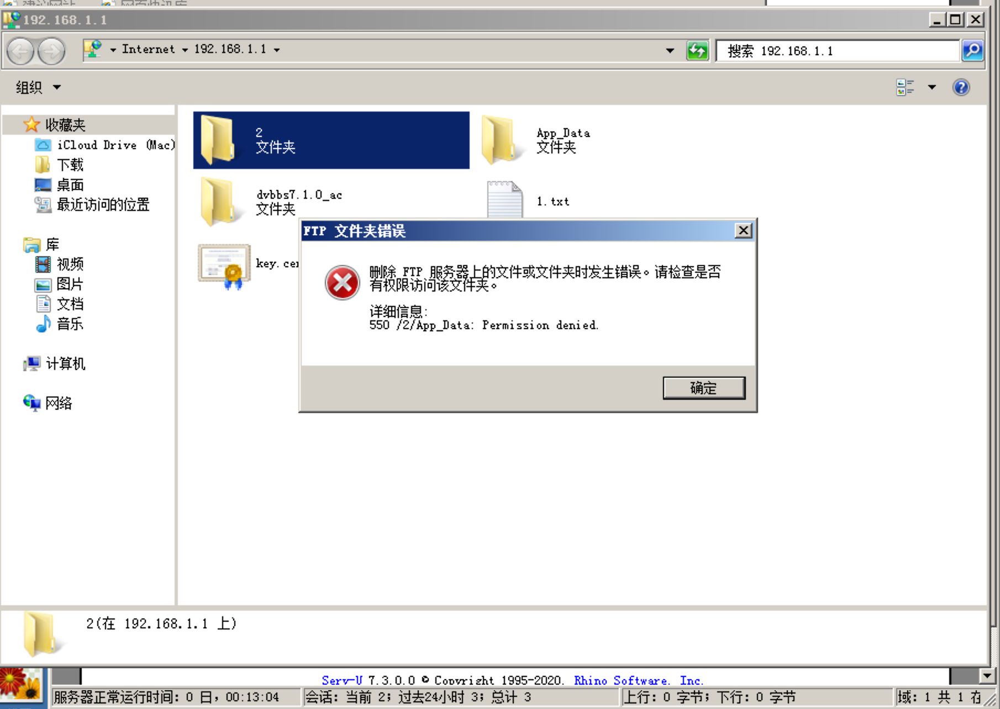 192.168.1.1
Internet 192.168.1.1
搜索 192.168.1.1
组织
收藏夹
iCloud Drive (Mac)
下载
桌面
最近访问的位置
库
视频
图片
文档
音乐
计算机
网络
2
文件夹
App_Data
文件夹
dvbbs7.1.0_ac
文件夹
1.txt
key.cer
FTP 文件夹错误
删除 FTP 服务器上的文件或文件夹时发生错误。请检查是否
有权限访问该文件夹。
详细信息:
550 /2/App_Data: Permission denied.
确定
2(在 192.168.1.1 上)
Serv-U 7.3.0.0 © Copyright 1995-2020. Rhino Software, Inc.
服务器正常运行时间: 0 日, 00:13:04
会话: 当前 2; 过去24小时 3; 总计 3
上行: 0 字节; 下行: 0 字节
域: 1 共 1 在